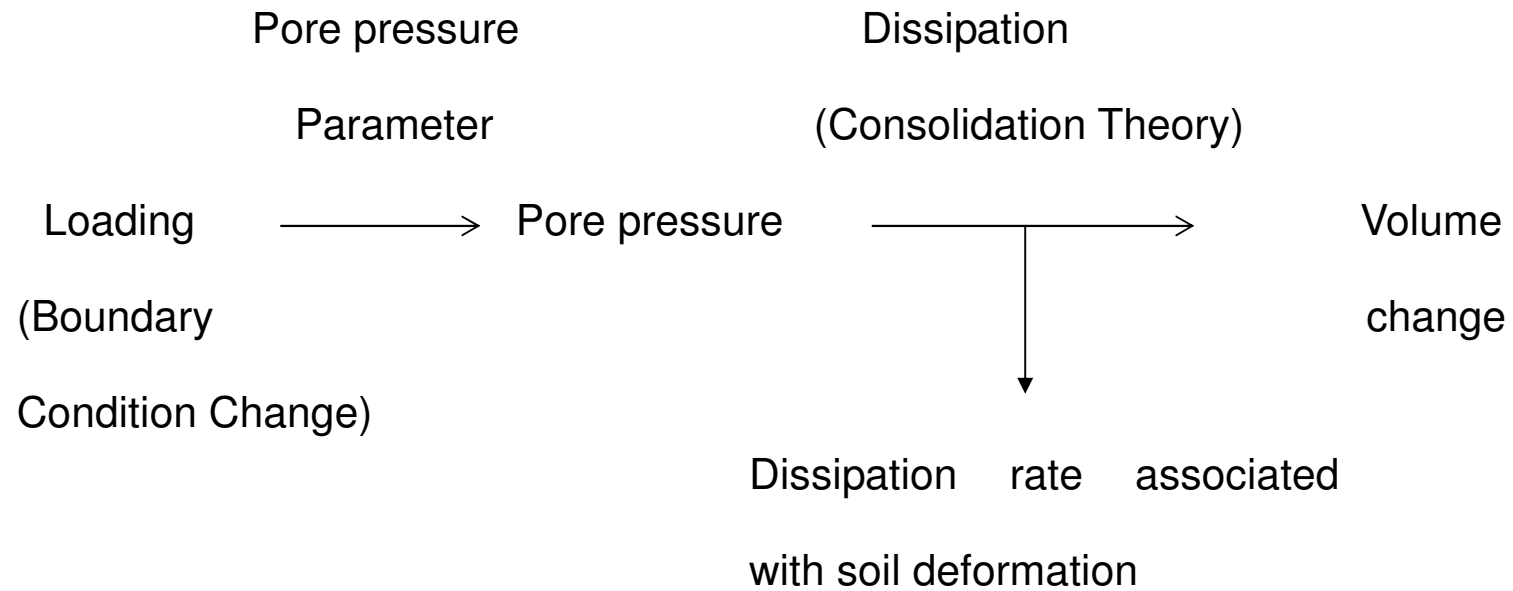 Pore pressure Dissipation
Parameter (Consolidation Theory)
Loading Pore pressure Volume
(Boundary change
Condition Change)
Dissipation rate associated
with soil deformation